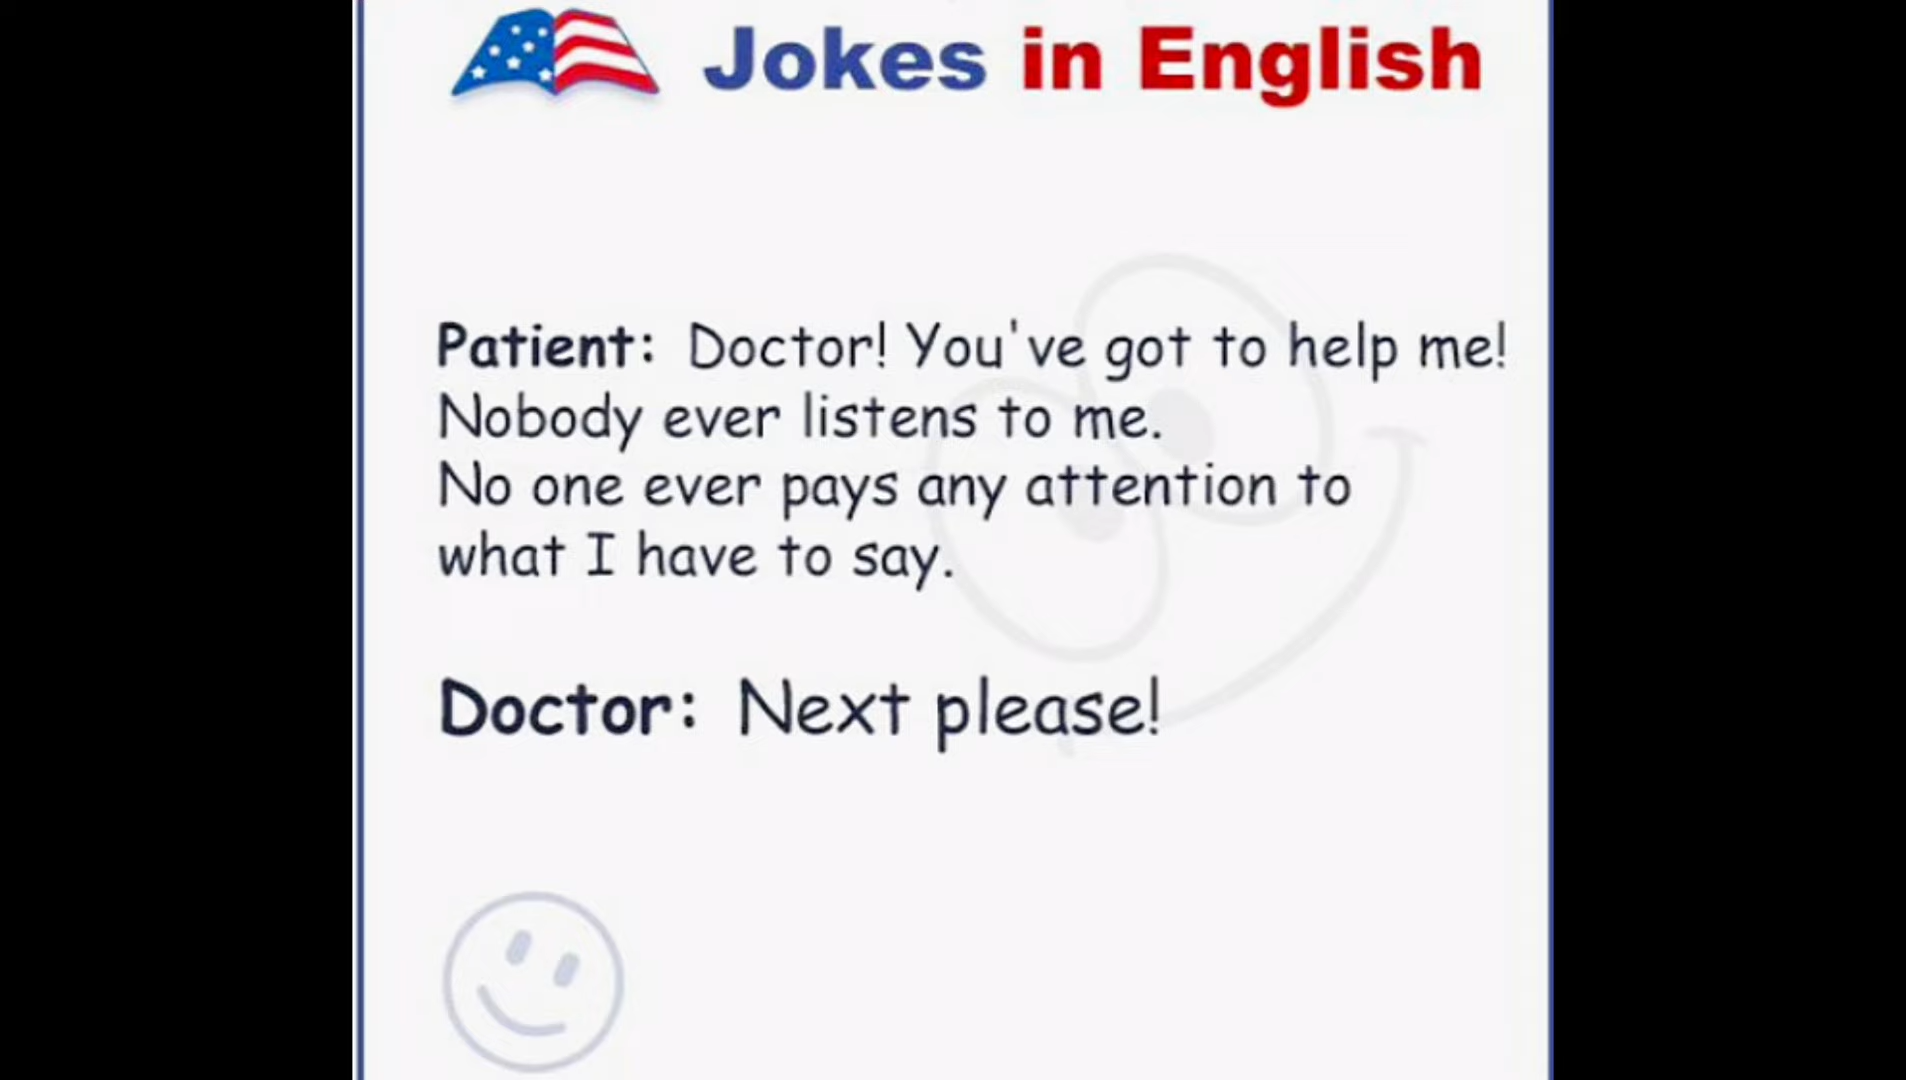 Jokes in English
Patient: Doctor! You've got to help me!
Nobody ever listens to me.
No one ever pays any attention to
what I have to say.
Doctor: Next please!